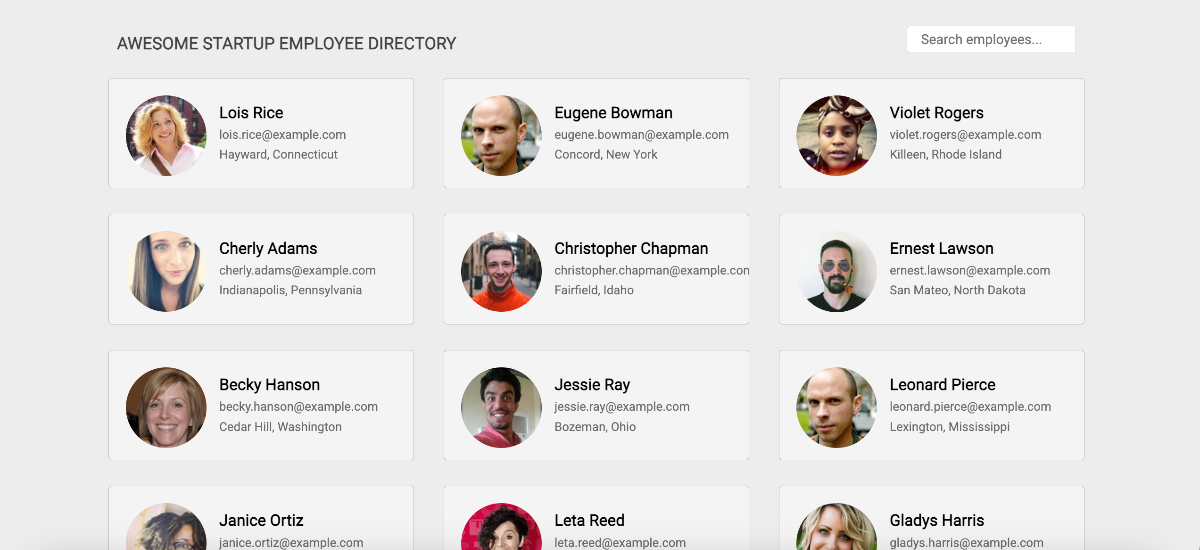 AWESOME STARTUP EMPLOYEE DIRECTORY
Search employees...
Lois Rice
lois.rice@example.com
Hayward, Connecticut
Eugene Bowman
eugene.bowman@example.com
Concord, New York
Violet Rogers
violet.rogers@example.com
Killeen, Rhode Island
Cherly Adams
cherly.adams@example.com
Indianapolis, Pennsylvania
Christopher Chapman
christopher.chapman@example.con
Fairfield, Idaho
Ernest Lawson
ernest.lawson@example.com
San Mateo, North Dakota
Becky Hanson
becky.hanson@example.com
Cedar Hill, Washington
Jessie Ray
jessie.ray@example.com
Bozeman, Ohio
Leonard Pierce
leonard.pierce@example.com
Lexington, Mississippi
Janice Ortiz
janice.ortiz@example.com
Leta Reed
leta.reed@example.com
Gladys Harris
gladys.harris@example.com